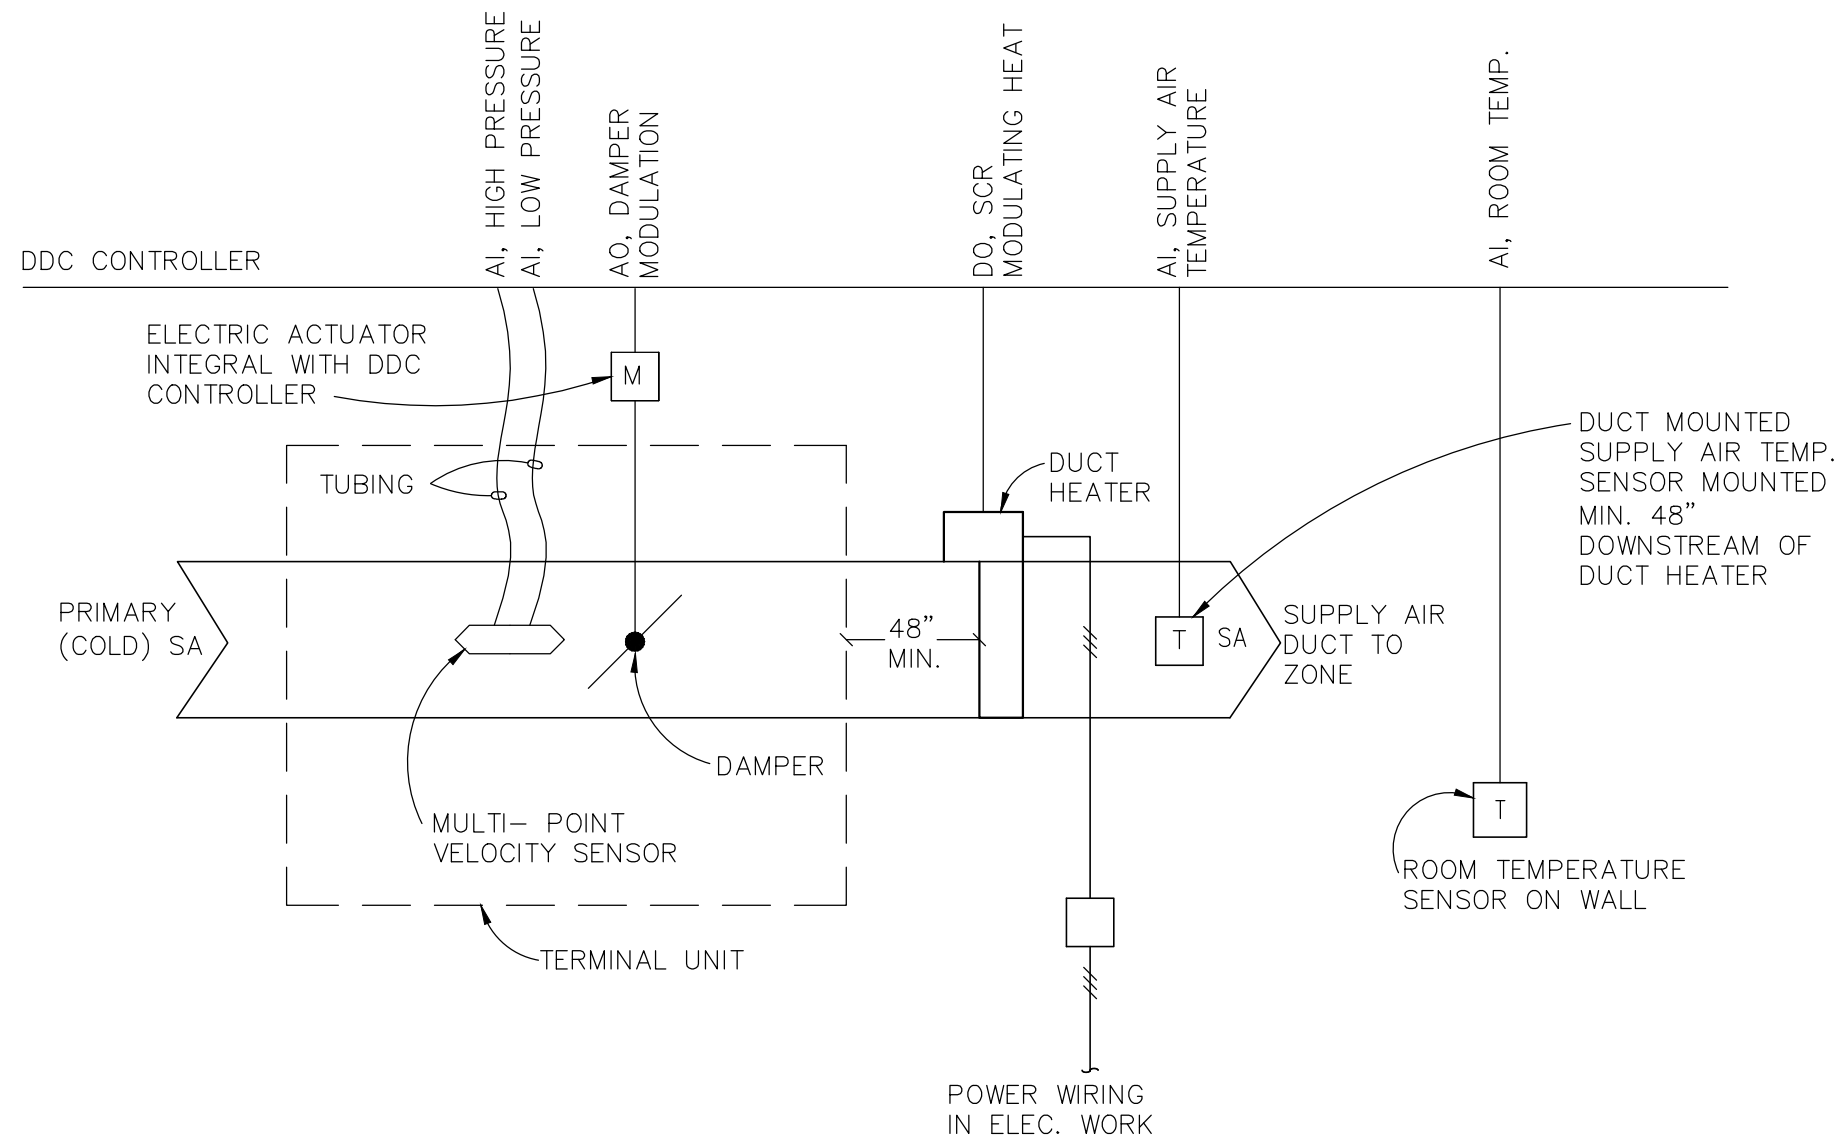 AI, HIGH PRESSURE
AI, LOW PRESSURE
AO, DAMPER
MODULATION
DO, SCR
MODULATING HEAT
AI, SUPPLY AIR
TEMPERATURE
AI, ROOM TEMP.
DDC CONTROLLER
ELECTRIC ACTUATOR
INTEGRAL WITH DDC
CONTROLLER
M
TUBING
DUCT
HEATER
DUCT MOUNTED
SUPPLY AIR TEMP.
SENSOR MOUNTED
MIN. 48”
DOWNSTREAM OF
DUCT HEATER
PRIMARY
(COLD) SA
48”
MIN.
T
SA
SUPPLY AIR
DUCT TO
ZONE
DAMPER
MULTI– POINT
VELOCITY SENSOR
T
ROOM TEMPERATURE
SENSOR ON WALL
TERMINAL UNIT
POWER WIRING
IN ELEC. WORK